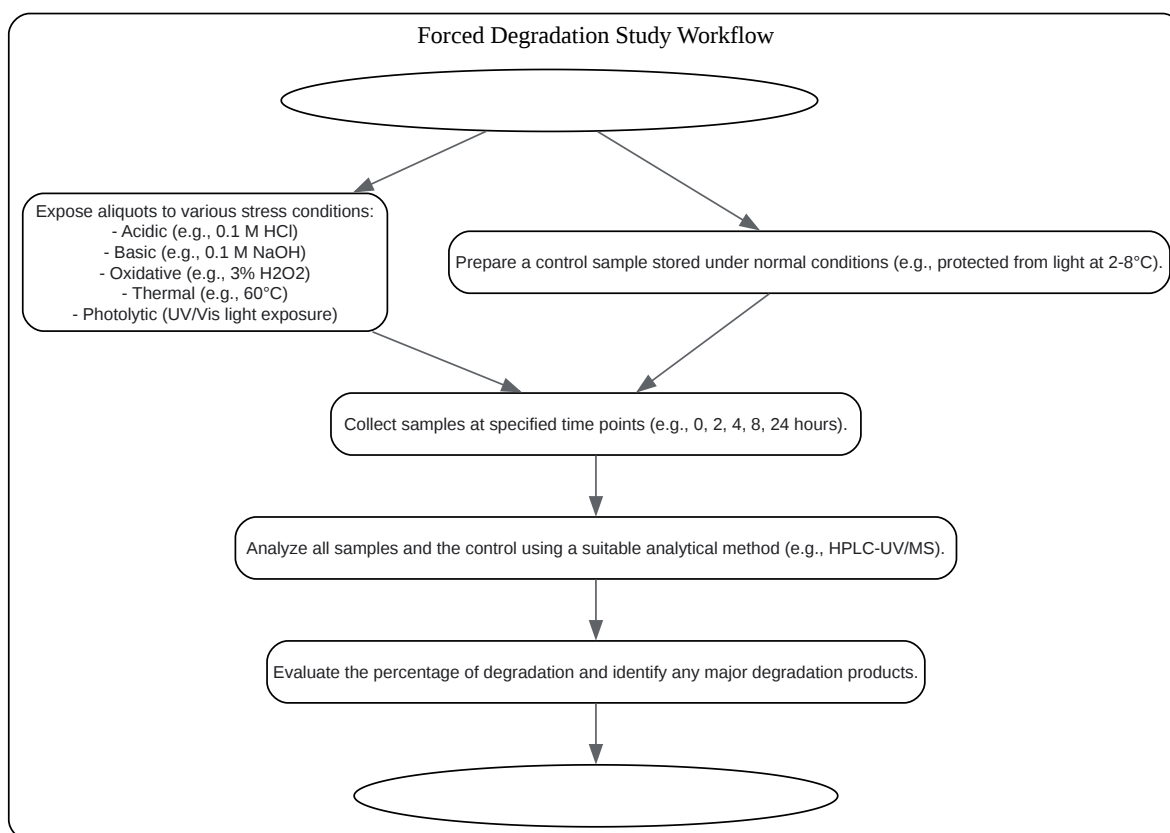 Forced Degradation Study Workflow
Expose aliquots to various stress conditions:
- Acidic (e.g., 0.1 M HCl)
- Basic (e.g., 0.1 M NaOH)
- Oxidative (e.g., 3% H2O2)
- Thermal (e.g., 60°C)
- Photolytic (UV/Vis light exposure)
Prepare a control sample stored under normal conditions (e.g., protected from light at 2-8°C).
Collect samples at specified time points (e.g., 0, 2, 4, 8, 24 hours).
Analyze all samples and the control using a suitable analytical method (e.g., HPLC-UV/MS).
Evaluate the percentage of degradation and identify any major degradation products.